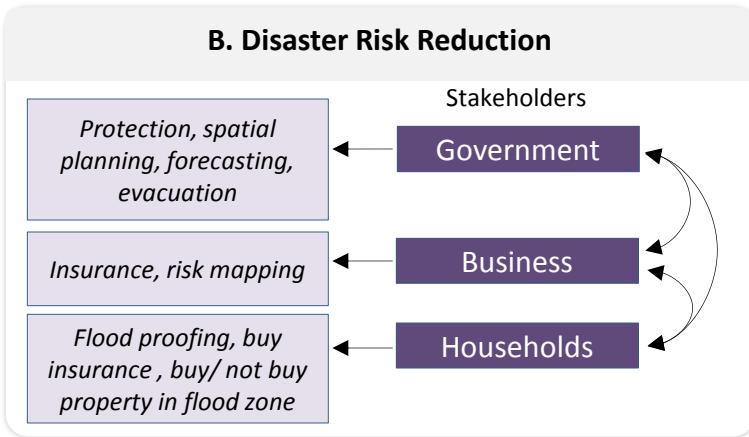 B. Disaster Risk Reduction
Stakeholders
Protection, spatial
planning, forecasting,
evacuation
Government
Insurance, risk mapping
Business
Flood proofing, buy
insurance , buy/ not buy
property in flood zone
Households